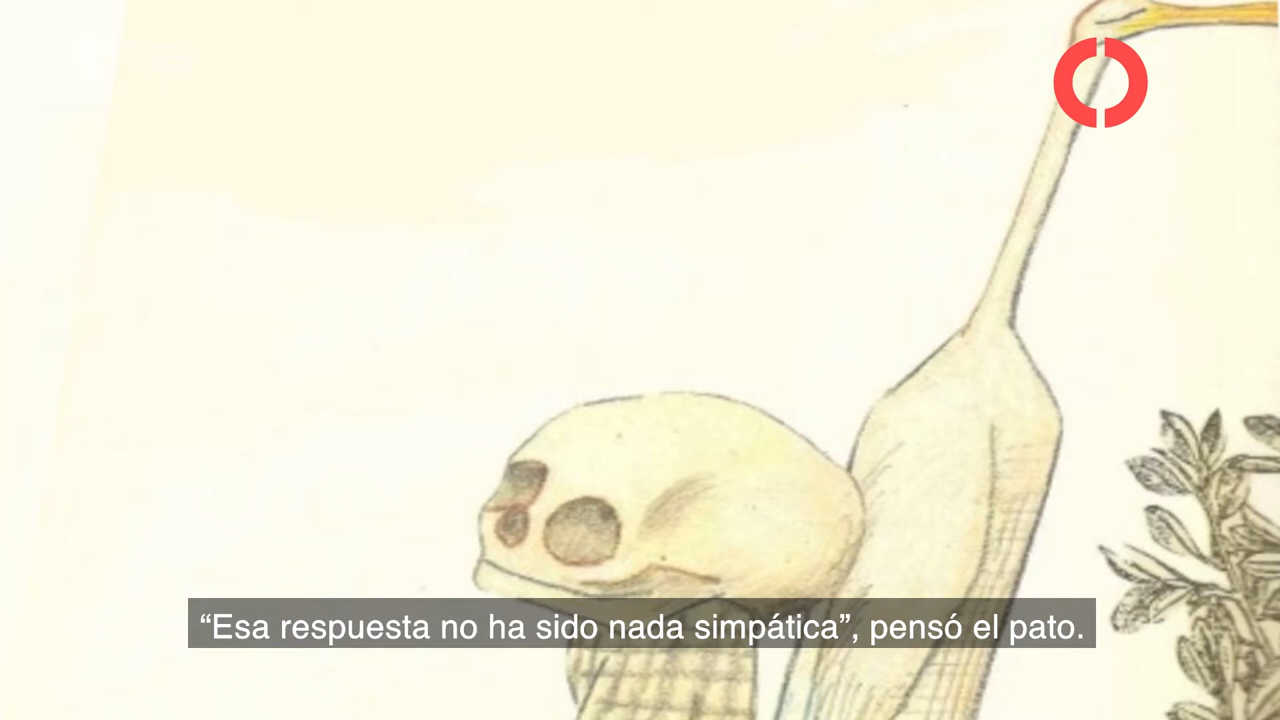 “Esa respuesta no ha sido nada simpática”, pensó el pato.